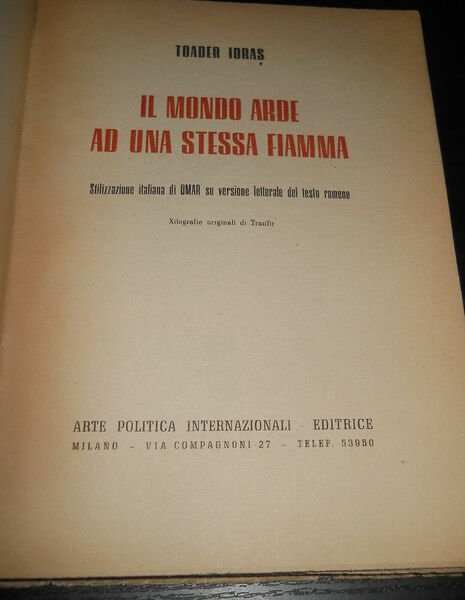 TOADER IORAȘ
IL MONDO ARDE
AD UNA STESSA FIAMMA
Stilizzazione italiana di OMAR su versione letterale del testo romeno
Xilografie originali di Tranfir
ARTE POLITICA INTERNAZIONALI - EDITRICE
MILANO - VIA COMPAGNONI 27 - TELEF. 53950